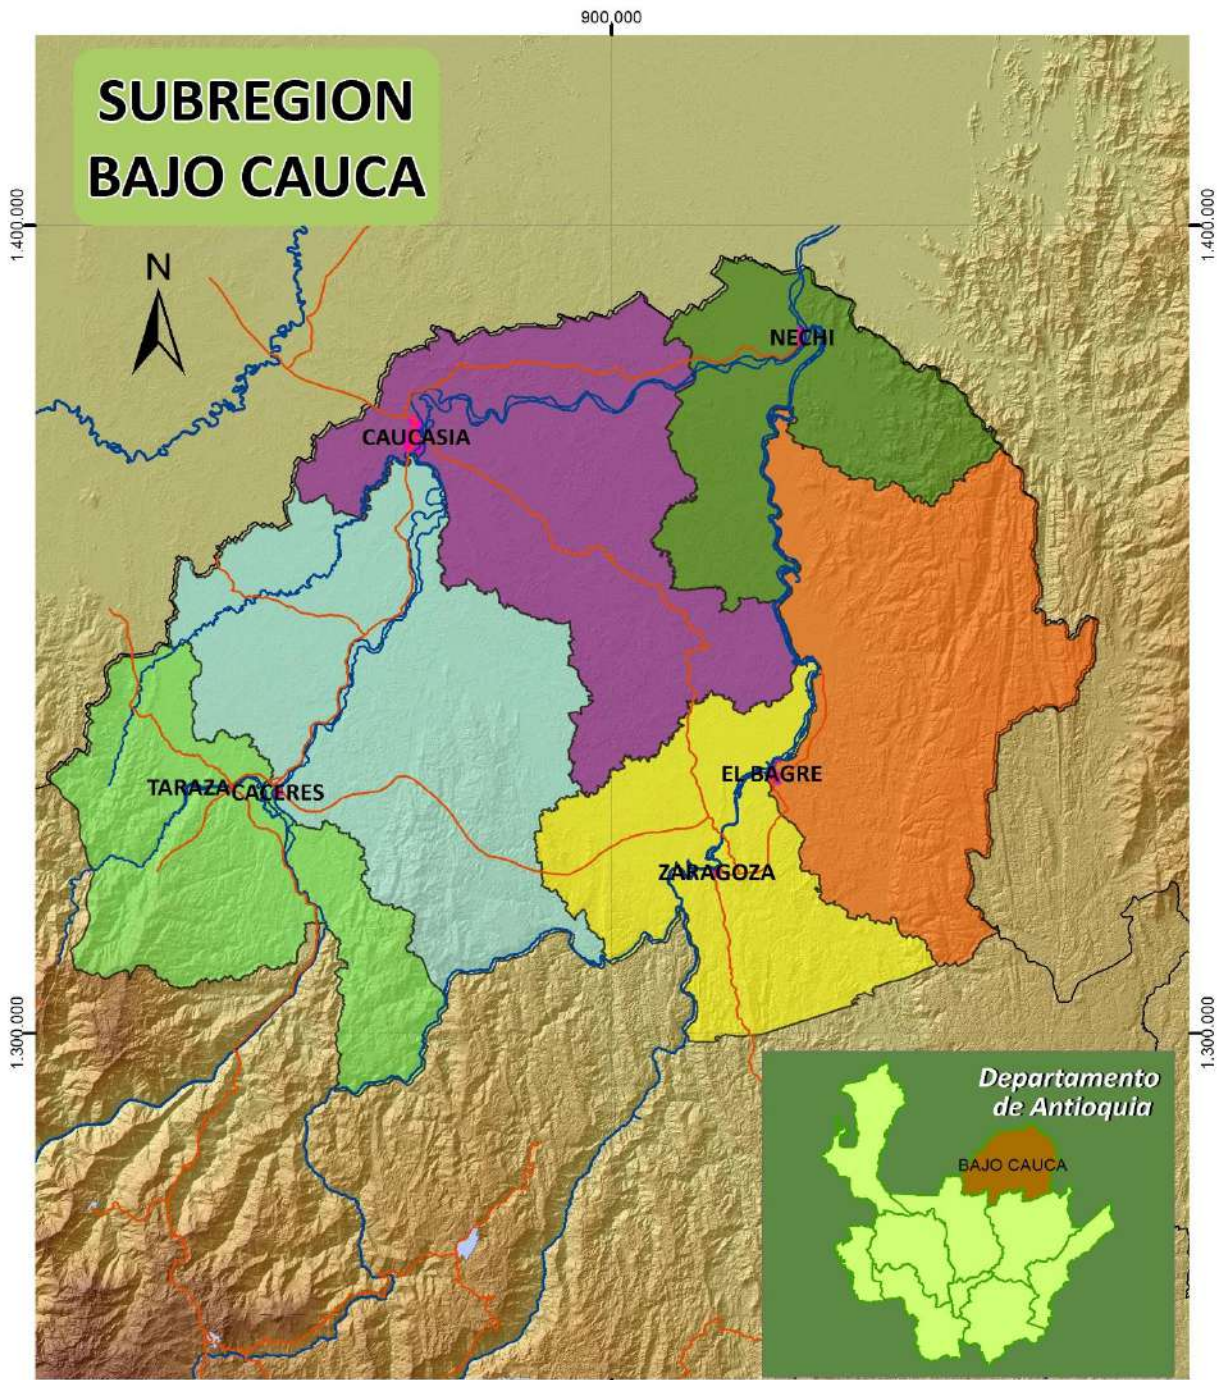 900,000
SUBREGION
BAJO CAUCA
1.400.000
1.400.000
N
NECHI
CAUCASIA
TARAZA
CACERES
EL BAGRE
ZARAGOZA
1.300.000
1.300.000
Departamento
de Antioquia
BAJO CAUCA